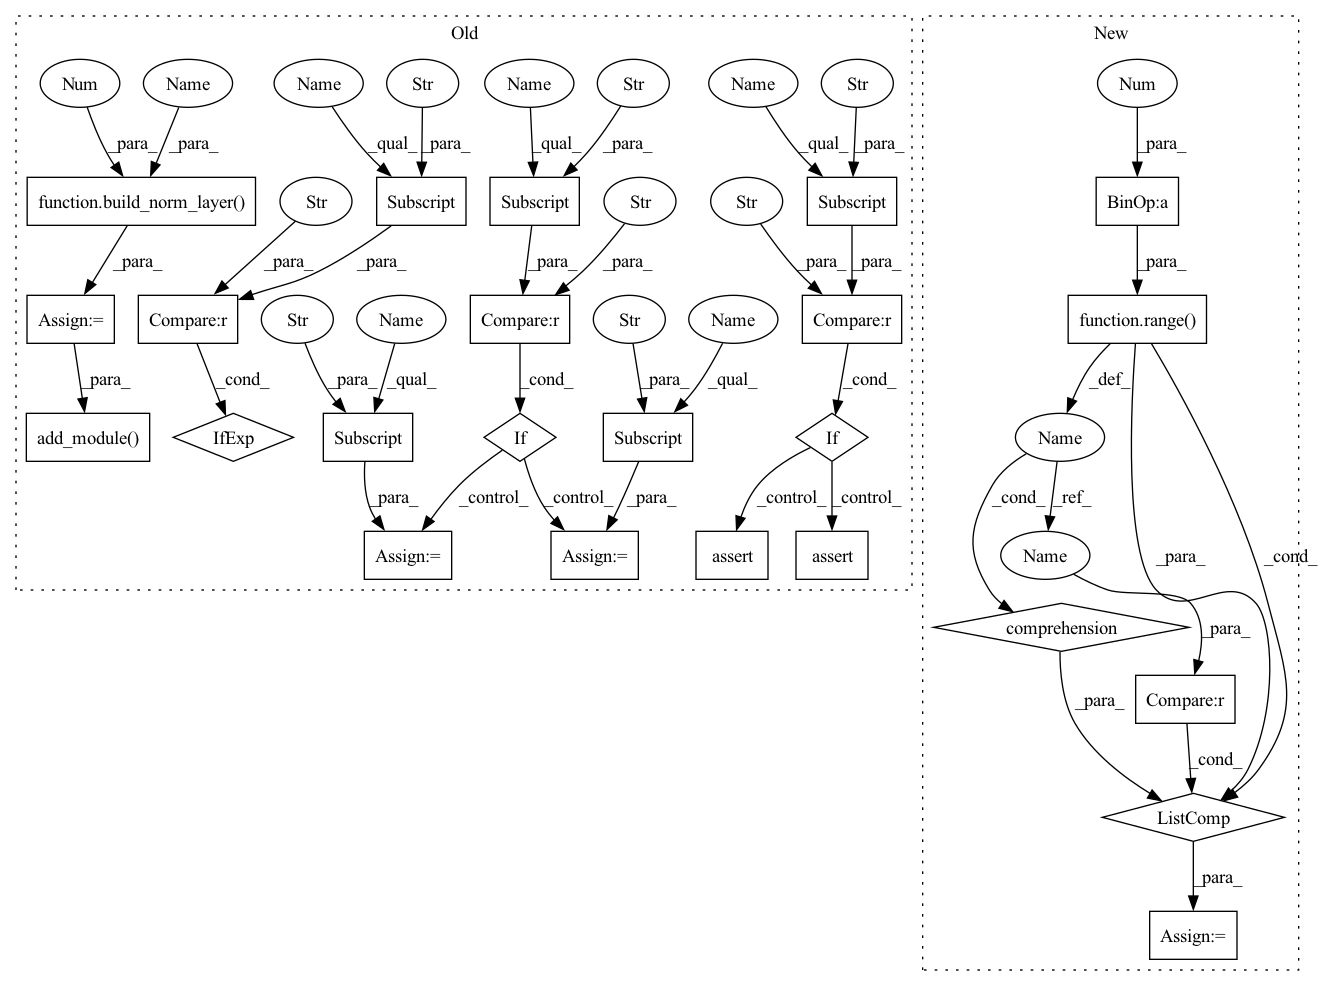 Old
New
Num
Name
Name
Str
Name
Str
Name
Str
Num
_para_
_para_
_qual_
_para_
_qual_
_para_
_qual_
_para_
_para_
function.build_norm_layer()
Str
Subscript
Subscript
Str
Str
Subscript
BinOp:a
_para_
_para_
_para_
_para_
_para_
_para_
_para_
_para_
Assign:=
Compare:r
Str
Name
Compare:r
Str
Name
Compare:r
function.range()
_para_
_cond_
_para_
_qual_
_cond_
_para_
_qual_
_cond_
_def_
add_module()
IfExp
Subscript
If
Subscript
If
Name
_para_
_control_
_control_
_para_
_control_
_control_
_cond_
_ref_
Assign:=
Assign:=
assert
assert
Name
_para_
_cond_
comprehension
_para_
_para_
Compare:r
_cond_
ListComp
_para_
Assign:=